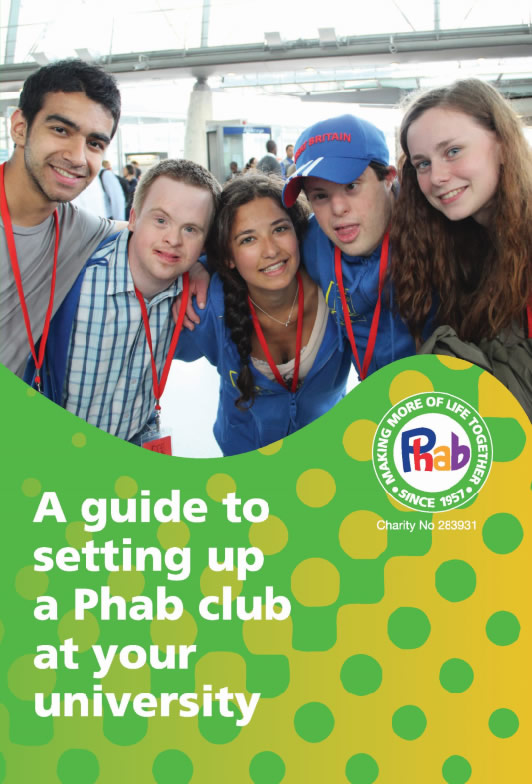 BRITAIN
MAKING MORE OF LIFE TOGETHER
Phab
• SINCE 1957 •
Charity No 283931
A guide to
setting up
a Phab club
at your
university